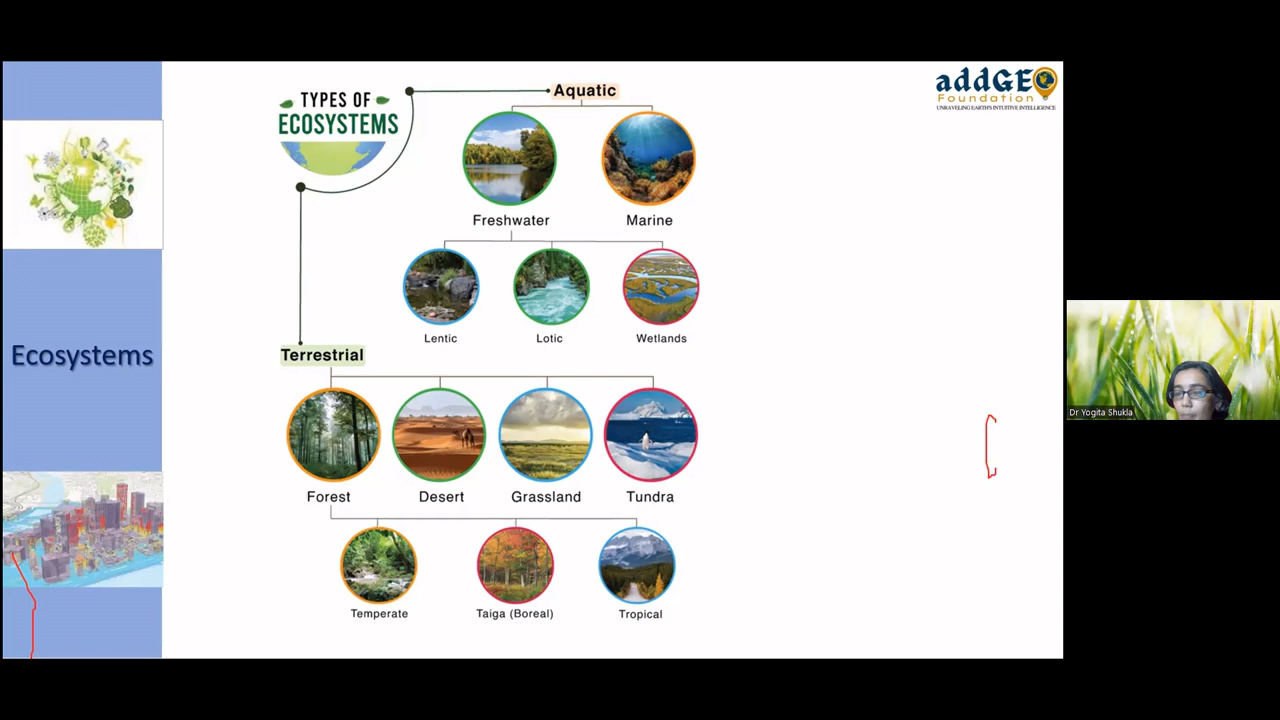 addGEO
Foundation
UNRAVELING EARTH'S INTUITIVE INTELLIGENCE
TYPES OF
ECOSYSTEMS
Aquatic
Freshwater
Marine
Lentic
Lotic
Wetlands
Ecosystems
Terrestrial
Forest
Desert
Grassland
Tundra
Temperate
Taiga (Boreal)
Tropical
Dr Yogita Shukla